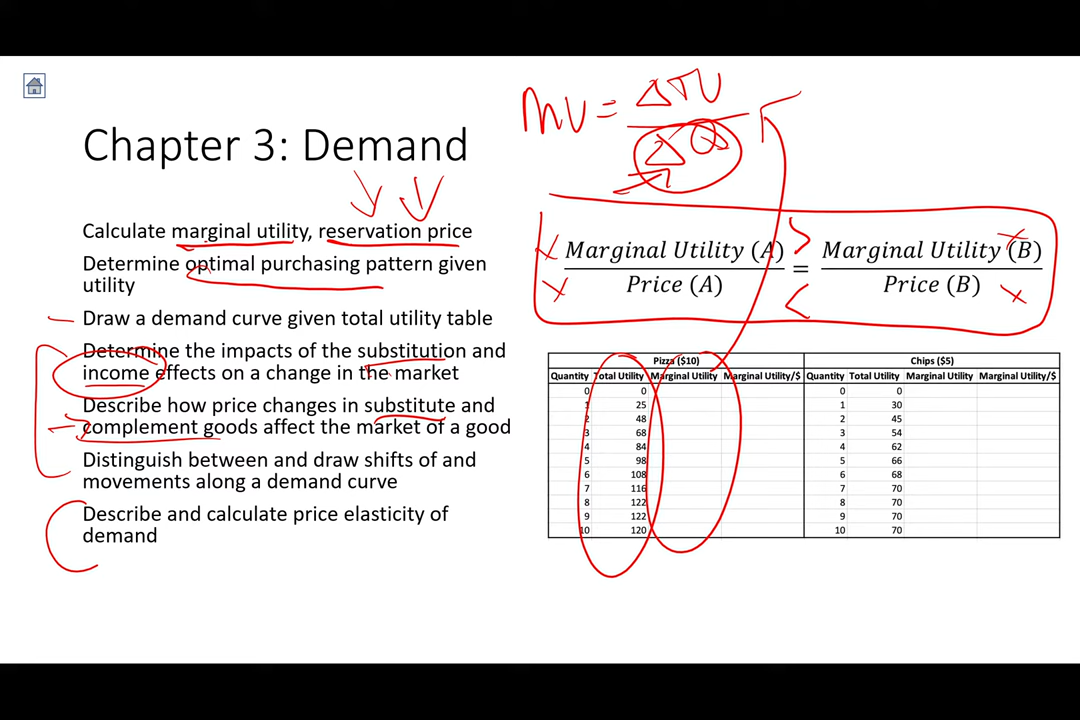 Chapter 3: Demand
Calculate marginal utility, reservation price
Determine optimal purchasing pattern given
utility
Draw a demand curve given total utility table
Determine the impacts of the substitution and
income effects on a change in the market
Describe how price changes in substitute and
complement goods affect the market of a good
Distinguish between and draw shifts of and
movements along a demand curve
Describe and calculate price elasticity of
demand
MU = ΔTU
ΔQ
Marginal Utility (A) > Marginal Utility (B)
=
Price (A) < Price (B)
Pizza ($10) Chips ($5)
Quantity Total Utility Marginal Utility Marginal Utility/$ Quantity Total Utility Marginal Utility Marginal Utility/$
0 0 0 0
1 25 1 30
2 48 2 45
3 68 3 54
4 84 4 62
5 98 5 66
6 108 6 68
7 116 7 70
8 122 8 70
9 122 9 70
10 120 10 70